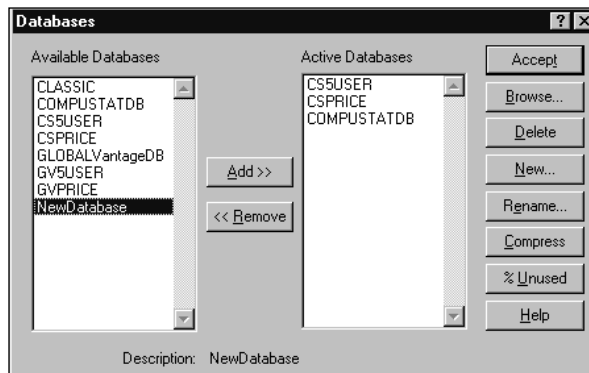 Databases
Available Databases
CLASSIC
COMPUSTATDB
CS5USER
CSPRICE
GLOBALVantageDB
GV5USER
GVPRICE
NewDatabase
Add >>
<< Remove
Active Databases
CS5USER
CSPRICE
COMPUSTATDB
Accept
Browse...
Delete
New...
Rename...
Compress
% Unused
Help
Description: NewDatabase